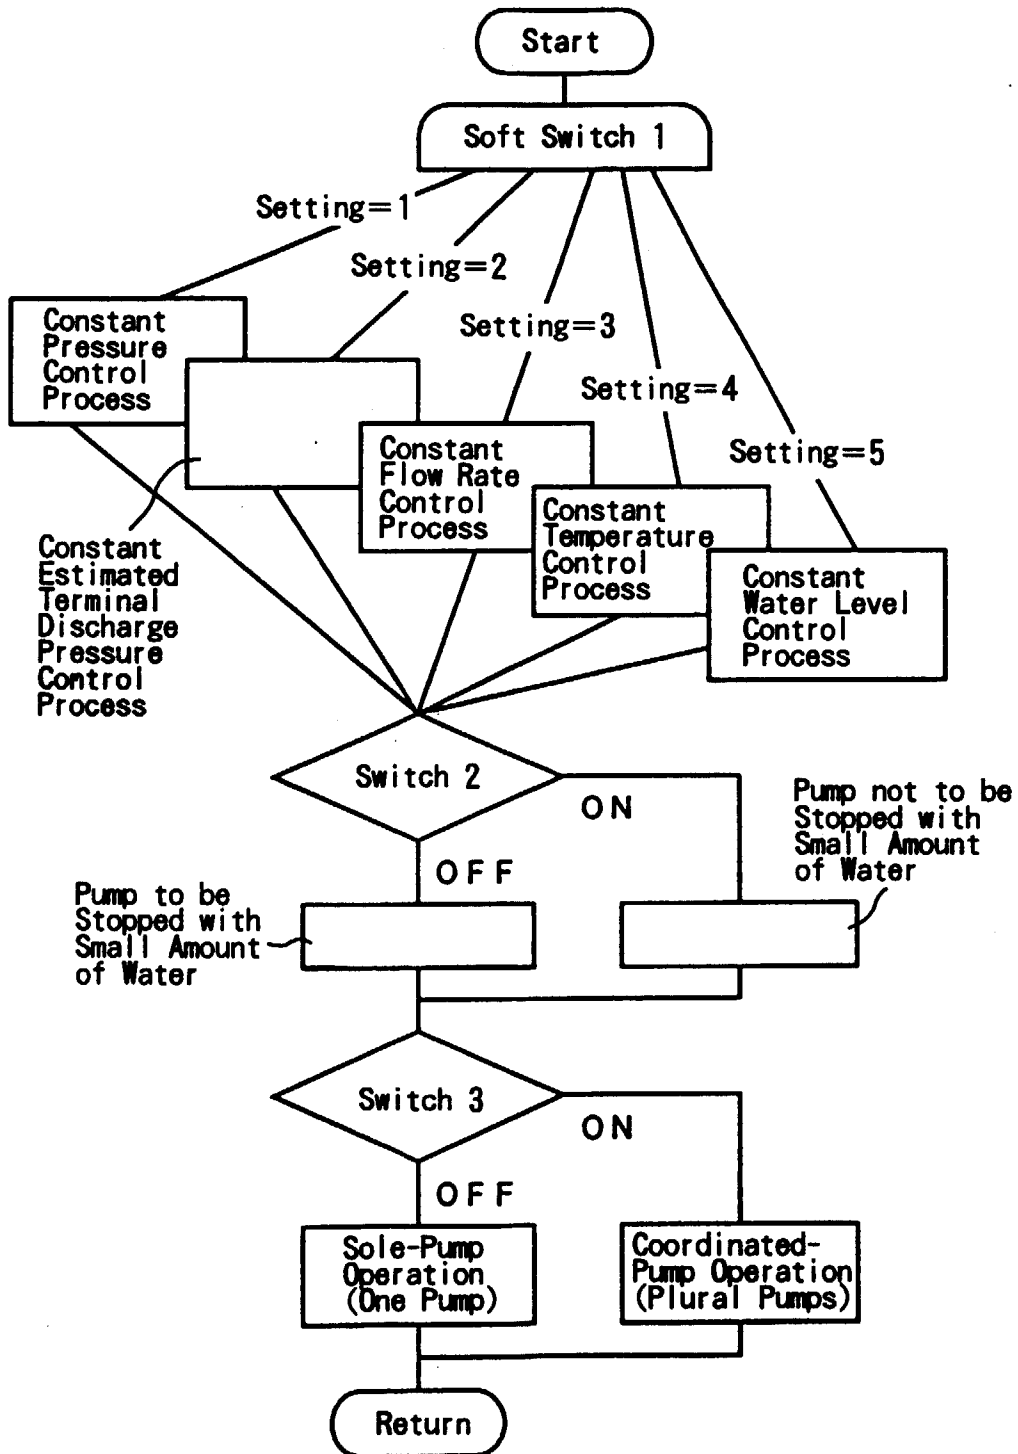 Start
Soft Switch 1
Setting=1
Setting=2
Setting=3
Setting=4
Setting=5
Constant
Pressure
Control
Process
Constant
Estimated
Terminal
Discharge
Pressure
Control
Process
Constant
Flow Rate
Control
Process
Constant
Temperature
Control
Process
Constant
Water Level
Control
Process
Switch 2
ON
OFF
Pump to be
Stopped with
Small Amount
of Water
Pump not to be
Stopped with
Small Amount
of Water
Switch 3
ON
OFF
Sole-Pump
Operation
(One Pump)
Coordinated-
Pump Operation
(Plural Pumps)
Return